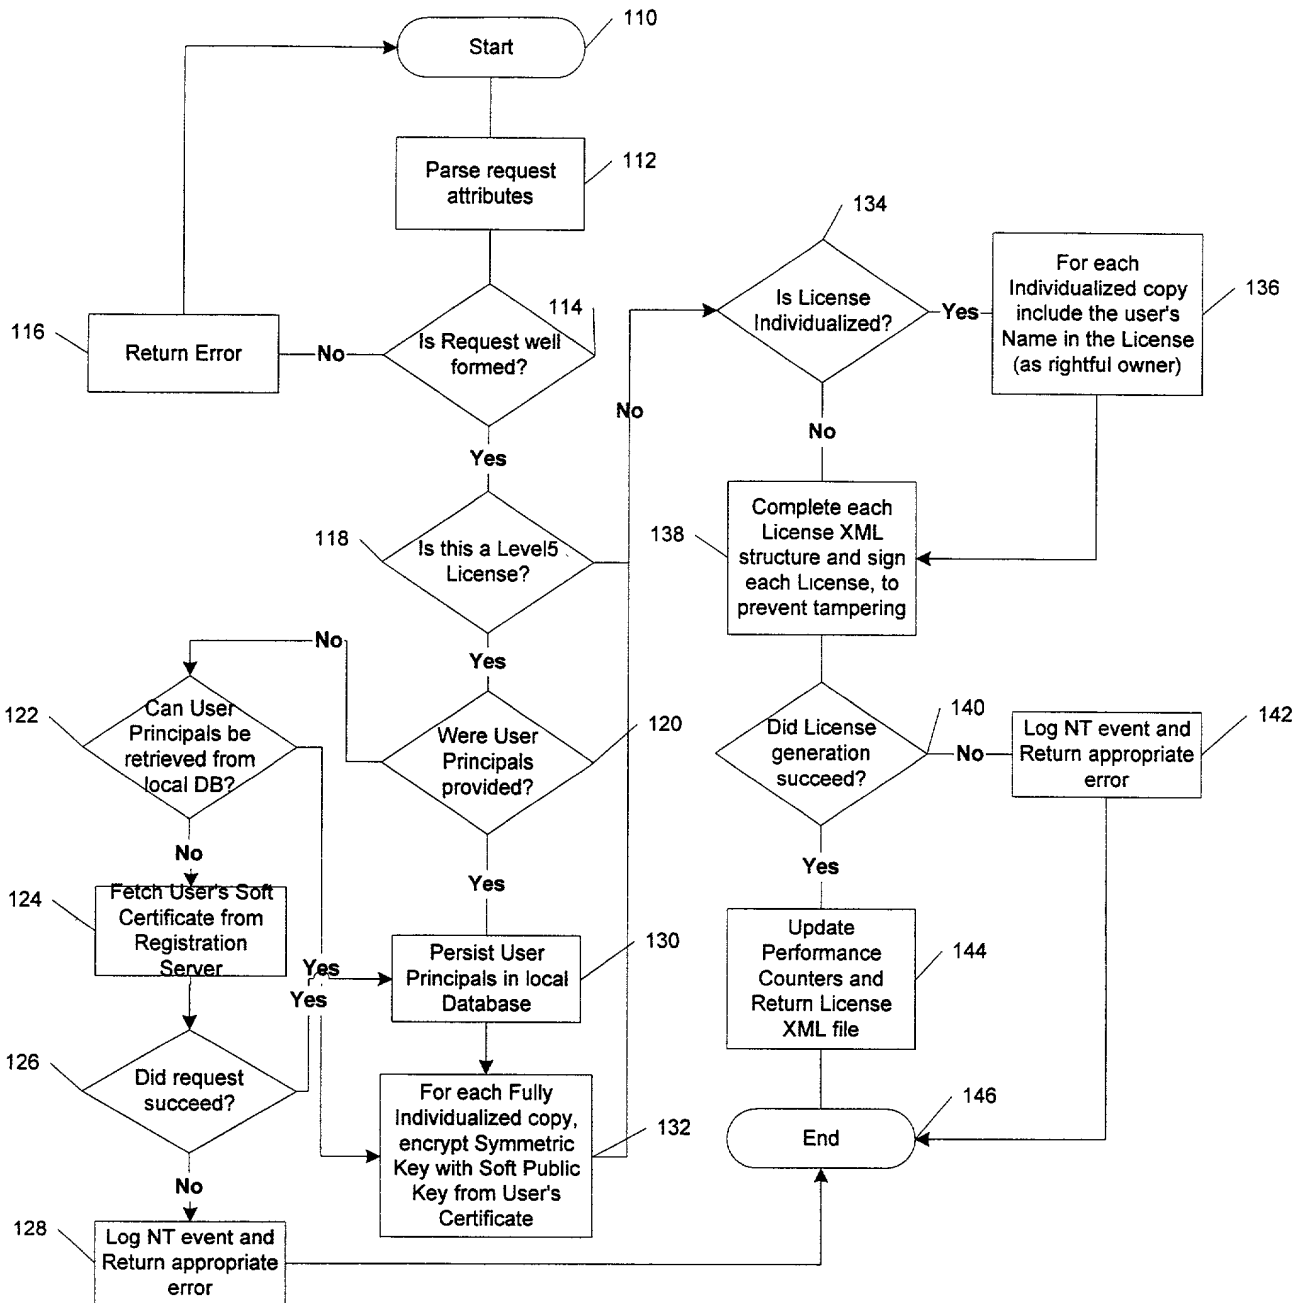 110
Start
112
Parse request
attributes
114
Is Request well
formed?
No
116
Return Error
Yes
118
Is this a Level5
License?
No
Yes
120
Were User
Principals
provided?
No
122
Can User
Principals be
retrieved from
local DB?
No
Yes
124
Fetch User's Soft
Certificate from
Registration
Server
Yes
Yes
126
Did request
succeed?
No
128
Log NT event and
Return appropriate
error
130
Persist User
Principals in local
Database
132
For each Fully
Individualized copy,
encrypt Symmetric
Key with Soft Public
Key from User's
Certificate
134
Is License
Individualized?
Yes
136
For each
Individualized copy
include the user's
Name in the License
(as rightful owner)
No
138
Complete each
License XML
structure and sign
each License, to
prevent tampering
140
Did License
generation
succeed?
No
142
Log NT event and
Return appropriate
error
Yes
144
Update
Performance
Counters and
Return License
XML file
146
End